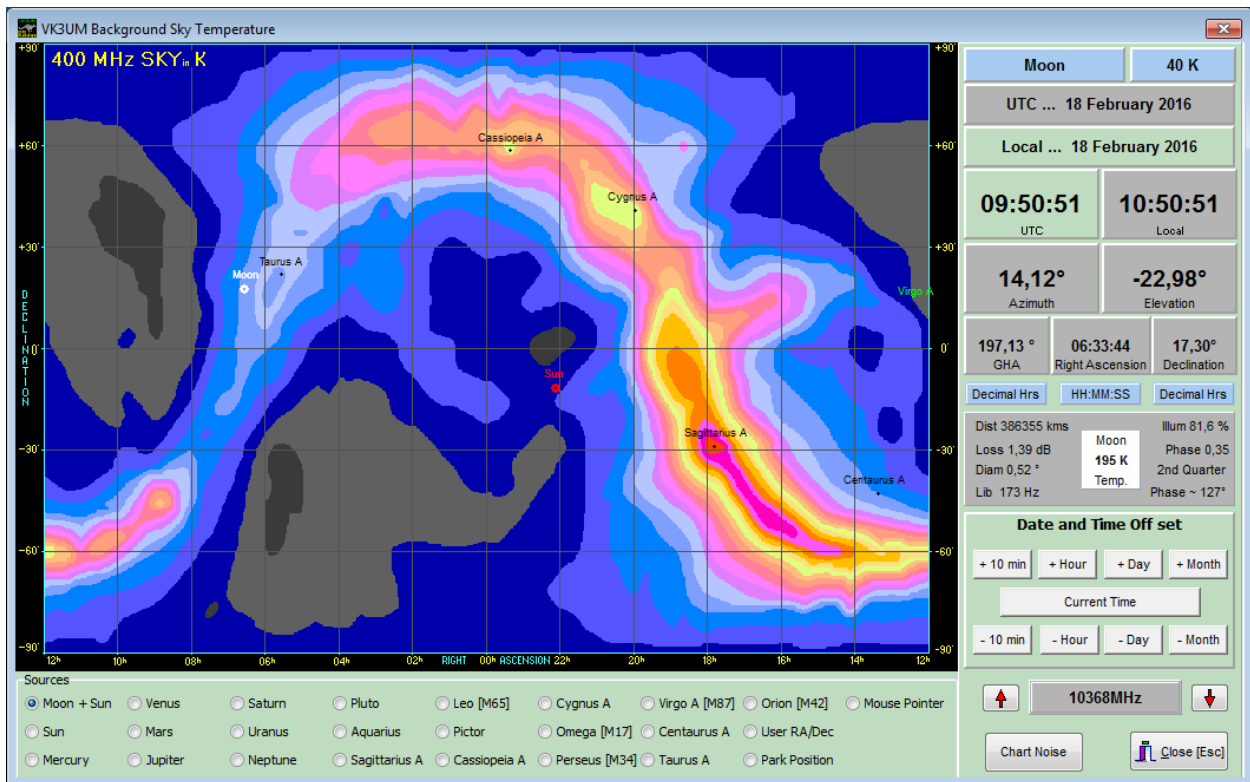 VK3UM Background Sky Temperature
400 MHz SKY in K
+90°
+60°
+30°
0°
-30°
-60°
-90°
DECLINATION
Cassiopeia A
Cygnus A
Taurus A
Moon
Virgo A
Sun
Sagittarius A
Centaurus A
+90°
+60°
+30°
0°
-30°
-60°
-90°
12h 10h 08h 06h 04h 02h RIGHT 00h ASCENSION 22h 20h 18h 16h 14h 12h
Moon 40 K
UTC ... 18 February 2016
Local ... 18 February 2016
09:50:51 10:50:51
UTC Local
14,12° -22,98°
Azimuth Elevation
197,13 ° 06:33:44 17,30°
GHA Right Ascension Declination
Decimal Hrs HH:MM:SS Decimal Hrs
Dist 386355 kms Illum 81,6 %
Loss 1,39 dB Moon Phase 0,35
Diam 0,52 ° 195 K 2nd Quarter
Lib 173 Hz Temp. Phase ~ 127°
Date and Time Off set
+ 10 min + Hour + Day + Month
Current Time
- 10 min - Hour - Day - Month
10368MHz
Chart Noise Close [Esc]
Sources
Moon + Sun Venus Saturn Pluto Leo [M65] Cygnus A Virgo A [M87] Orion [M42] Mouse Pointer
Sun Mars Uranus Aquarius Pictor Omega [M17] Centaurus A User RA/Dec
Mercury Jupiter Neptune Sagittarius A Cassiopeia A Perseus [M34] Taurus A Park Position